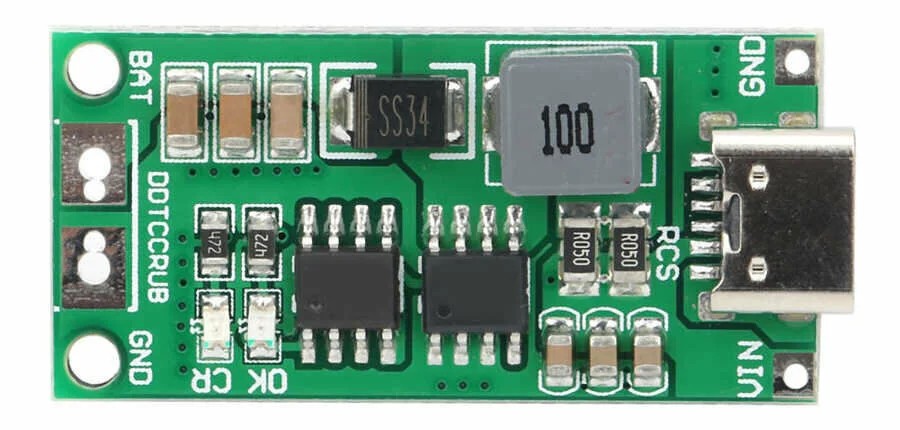 BAT
SS34
100
GND
DDTCCRUB
472
472
R050
R050
RCS
GND
CR
OK
VIN